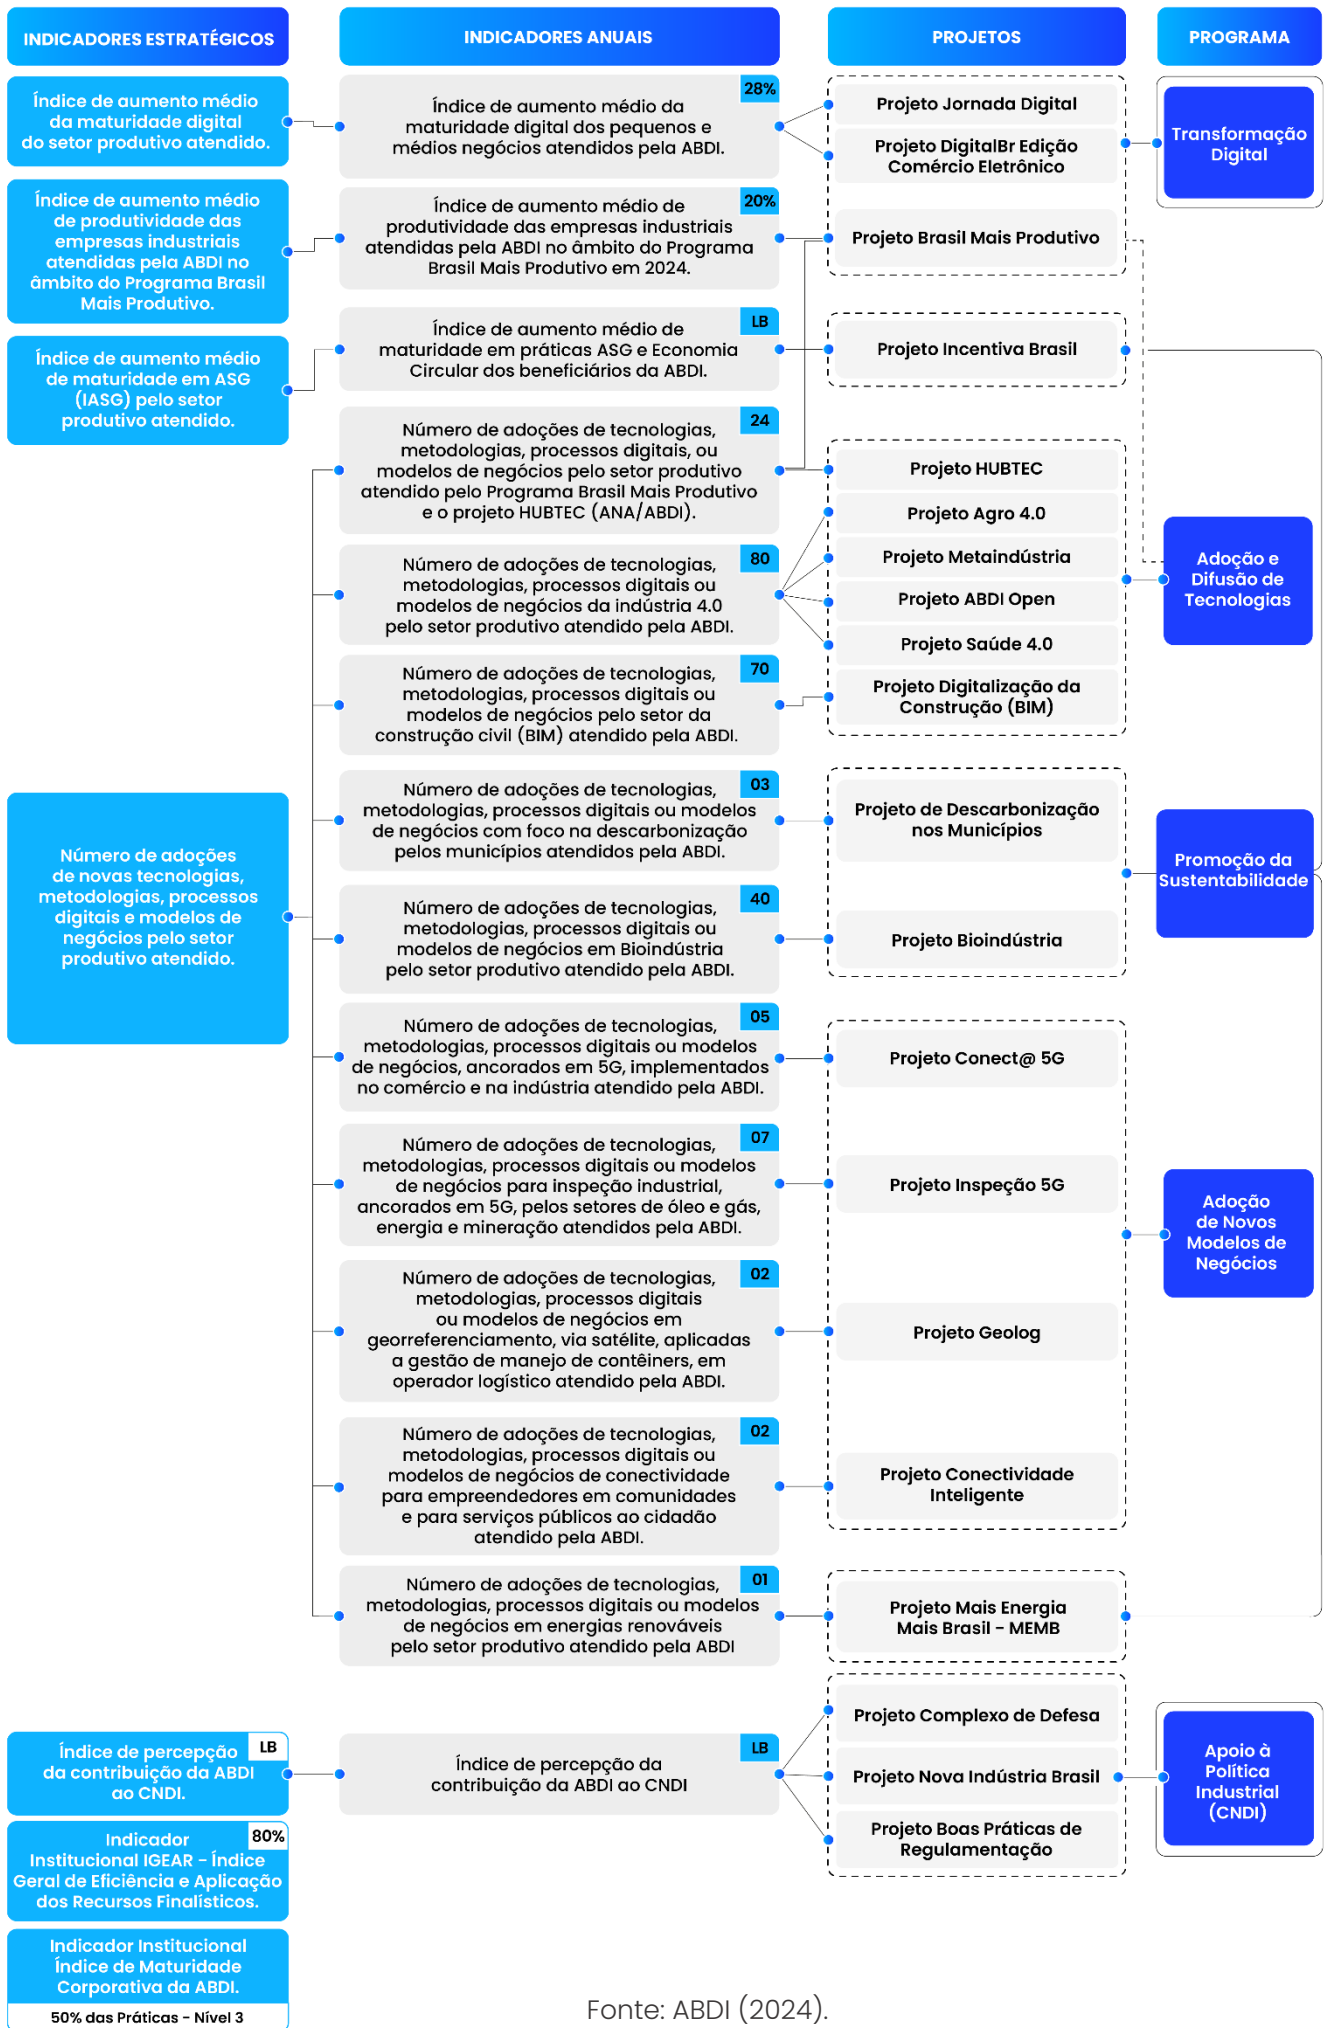 INDICADORES ESTRATÉGICOS
INDICADORES ANUAIS
PROJETOS
PROGRAMA
Índice de aumento médio
da maturidade digital
do setor produtivo atendido.
Índice de aumento médio
de produtividade das
empresas industriais
atendidas pela ABDI no
âmbito do Programa Brasil
Mais Produtivo.
Índice de aumento médio
de maturidade em ASG
(IASG) pelo setor
produtivo atendido.
Número de adoções
de novas tecnologias,
metodologias, processos
digitais e modelos de
negócios pelo setor
produtivo atendido.
LB
Índice de percepção
da contribuição da ABDI
ao CNDI.
80%
Indicador
Institucional IGEAR - Índice
Geral de Eficiência e Aplicação
dos Recursos Finalísticos.
Indicador Institucional
Índice de Maturidade
Corporativa da ABDI.
50% das Práticas - Nível 3
28%
Índice de aumento médio da
maturidade digital dos pequenos e
médios negócios atendidos pela ABDI.
20%
Índice de aumento médio de
produtividade das empresas industriais
atendidas pela ABDI no âmbito do Programa
Brasil Mais Produtivo em 2024.
LB
Índice de aumento médio de
maturidade em práticas ASG e Economia
Circular dos beneficiários da ABDI.
24
Número de adoções de tecnologias,
metodologias, processos digitais, ou
modelos de negócios pelo setor produtivo
atendido pelo Programa Brasil Mais Produtivo
e o projeto HUBTEC (ANA/ABDI).
80
Número de adoções de tecnologias,
metodologias, processos digitais ou
modelos de negócios da indústria 4.0
pelo setor produtivo atendido pela ABDI.
70
Número de adoções de tecnologias,
metodologias, processos digitais ou
modelos de negócios pelo setor da
construção civil (BIM) atendido pela ABDI.
03
Número de adoções de tecnologias,
metodologias, processos digitais ou modelos
de negócios com foco na descarbonização
pelos municípios atendidos pela ABDI.
40
Número de adoções de tecnologias,
metodologias, processos digitais ou
modelos de negócios em Bioindústria
pelo setor produtivo atendido pela ABDI.
05
Número de adoções de tecnologias,
metodologias, processos digitais ou modelos
de negócios, ancorados em 5G, implementados
no comércio e na indústria atendido pela ABDI.
07
Número de adoções de tecnologias,
metodologias, processos digitais ou modelos
de negócios para inspeção industrial,
ancorados em 5G, pelos setores de óleo e gás,
energia e mineração atendidos pela ABDI.
02
Número de adoções de tecnologias,
metodologias, processos digitais
ou modelos de negócios em
georreferenciamento, via satélite, aplicadas
a gestão de manejo de contêiners, em
operador logístico atendido pela ABDI.
02
Número de adoções de tecnologias,
metodologias, processos digitais ou
modelos de negócios de conectividade
para empreendedores em comunidades
e para serviços públicos ao cidadão
atendido pela ABDI.
01
Número de adoções de tecnologias,
metodologias, processos digitais ou modelos
de negócios em energias renováveis
pelo setor produtivo atendido pela ABDI
LB
Índice de percepção da
contribuição da ABDI ao CNDI
Projeto Jornada Digital
Projeto DigitalBr Edição
Comércio Eletrônico
Projeto Brasil Mais Produtivo
Projeto Incentiva Brasil
Projeto HUBTEC
Projeto Agro 4.0
Projeto Metaindústria
Projeto ABDI Open
Projeto Saúde 4.0
Projeto Digitalização da
Construção (BIM)
Projeto de Descarbonização
nos Municípios
Projeto Bioindústria
Projeto Conect@ 5G
Projeto Inspeção 5G
Projeto Geolog
Projeto Conectividade
Inteligente
Projeto Mais Energia
Mais Brasil - MEMB
Projeto Complexo de Defesa
Projeto Nova Indústria Brasil
Projeto Boas Práticas de
Regulamentação
Transformação
Digital
Adoção e
Difusão de
Tecnologias
Promoção da
Sustentabilidade
Adoção
de Novos
Modelos de
Negócios
Apoio à
Política
Industrial
(CNDI)
Fonte: ABDI (2024).